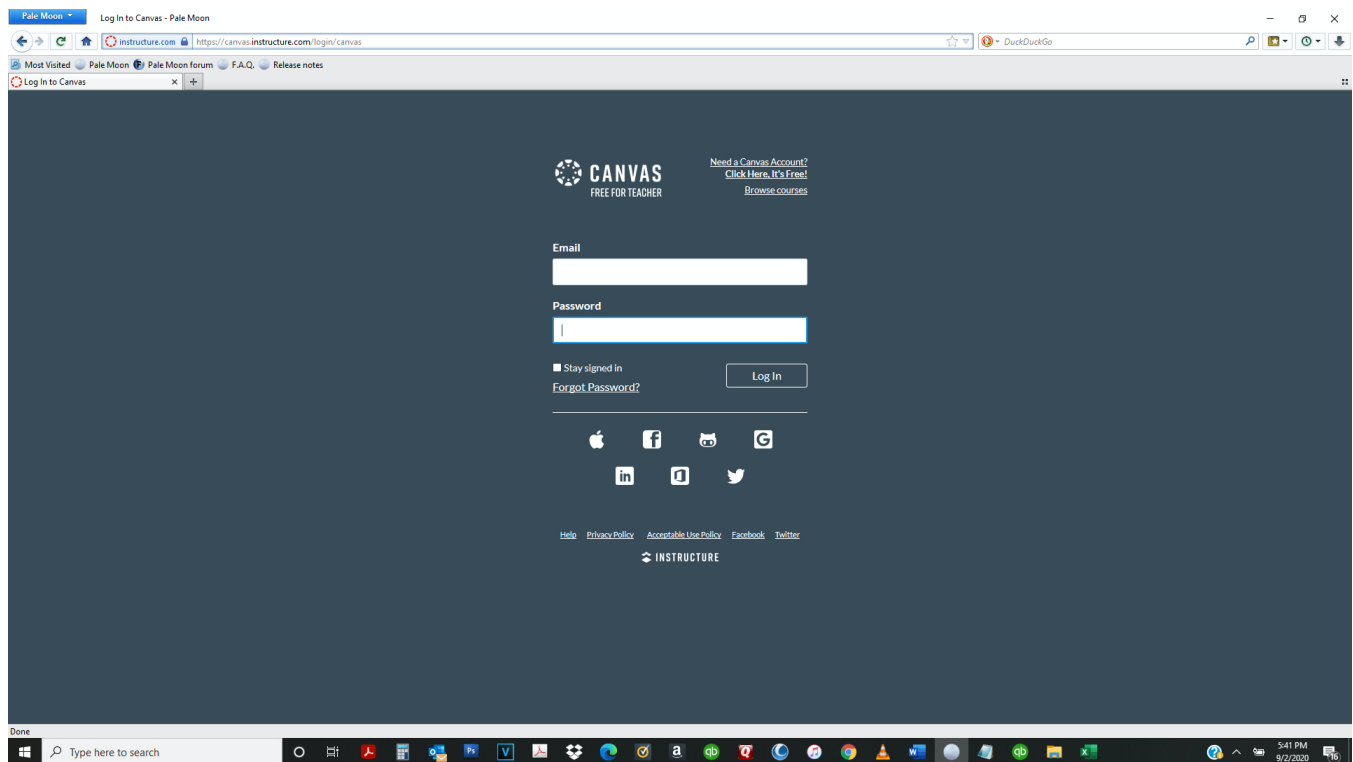 Pale Moon
Log In to Canvas - Pale Moon
instructure.com
https://canvas.instructure.com/login/canvas
DuckDuckGo
Most Visited Pale Moon Pale Moon forum F.A.Q. Release notes
Log In to Canvas
CANVAS
FREE FOR TEACHER
Need a Canvas Account?
Click Here, It's Free!
Browse courses
Email
Password
Stay signed in
Log In
Forgot Password?
Help Privacy Policy Acceptable Use Policy Facebook Twitter
INSTRUCTURE
Done
Type here to search
5:41 PM
9/2/2020
16